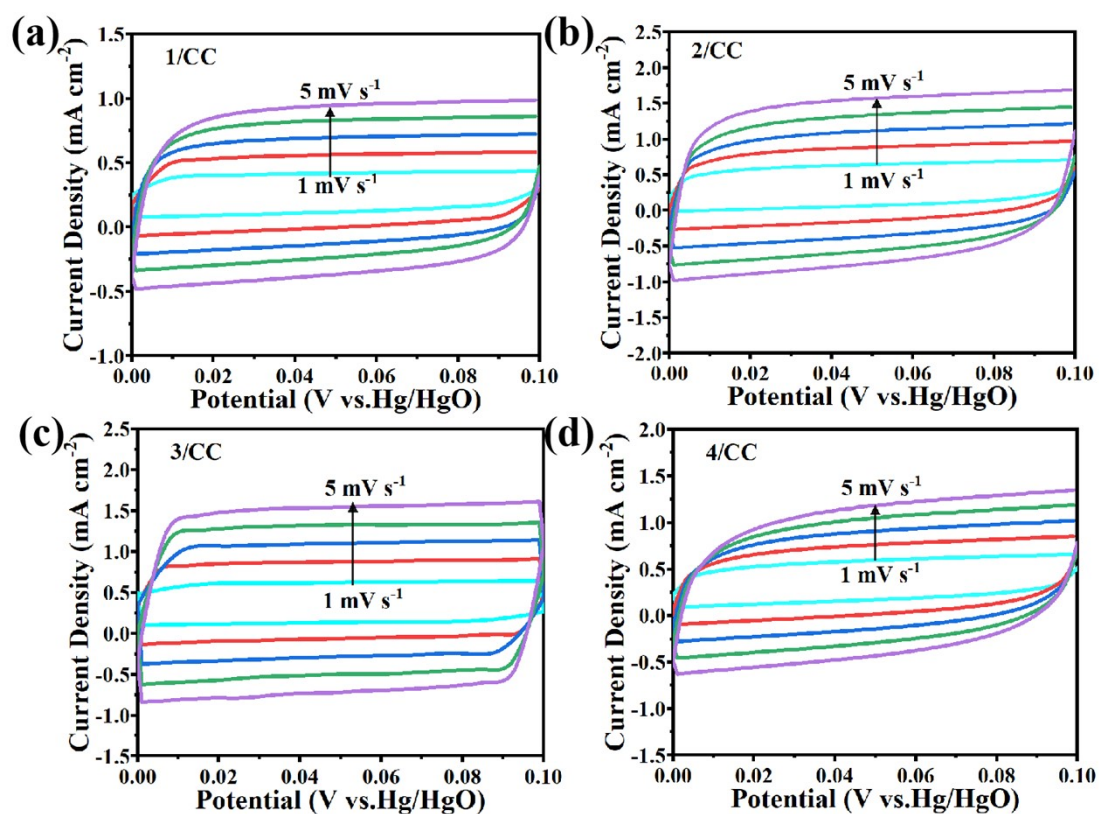 (a)
1/CC
5 mV s⁻¹
1 mV s⁻¹
Current Density (mA cm⁻²)
1.5
1.0
0.5
0.0
-0.5
-1.0
0.00 0.02 0.04 0.06 0.08 0.10
Potential (V vs.Hg/HgO)
(b)
2/CC
5 mV s⁻¹
1 mV s⁻¹
Current Density (mA cm⁻²)
2.5
2.0
1.5
1.0
0.5
0.0
-0.5
-1.0
-1.5
-2.0
0.00 0.02 0.04 0.06 0.08 0.10
Potential (V vs.Hg/HgO)
(c)
3/CC
5 mV s⁻¹
1 mV s⁻¹
Current Density (mA cm⁻²)
2.5
2.0
1.5
1.0
0.5
0.0
-0.5
-1.0
-1.5
0.00 0.02 0.04 0.06 0.08 0.10
Potential (V vs.Hg/HgO)
(d)
4/CC
5 mV s⁻¹
1 mV s⁻¹
Current Density (mA cm⁻²)
2.0
1.5
1.0
0.5
0.0
-0.5
-1.0
-1.5
0.00 0.02 0.04 0.06 0.08 0.10
Potential (V vs.Hg/HgO)